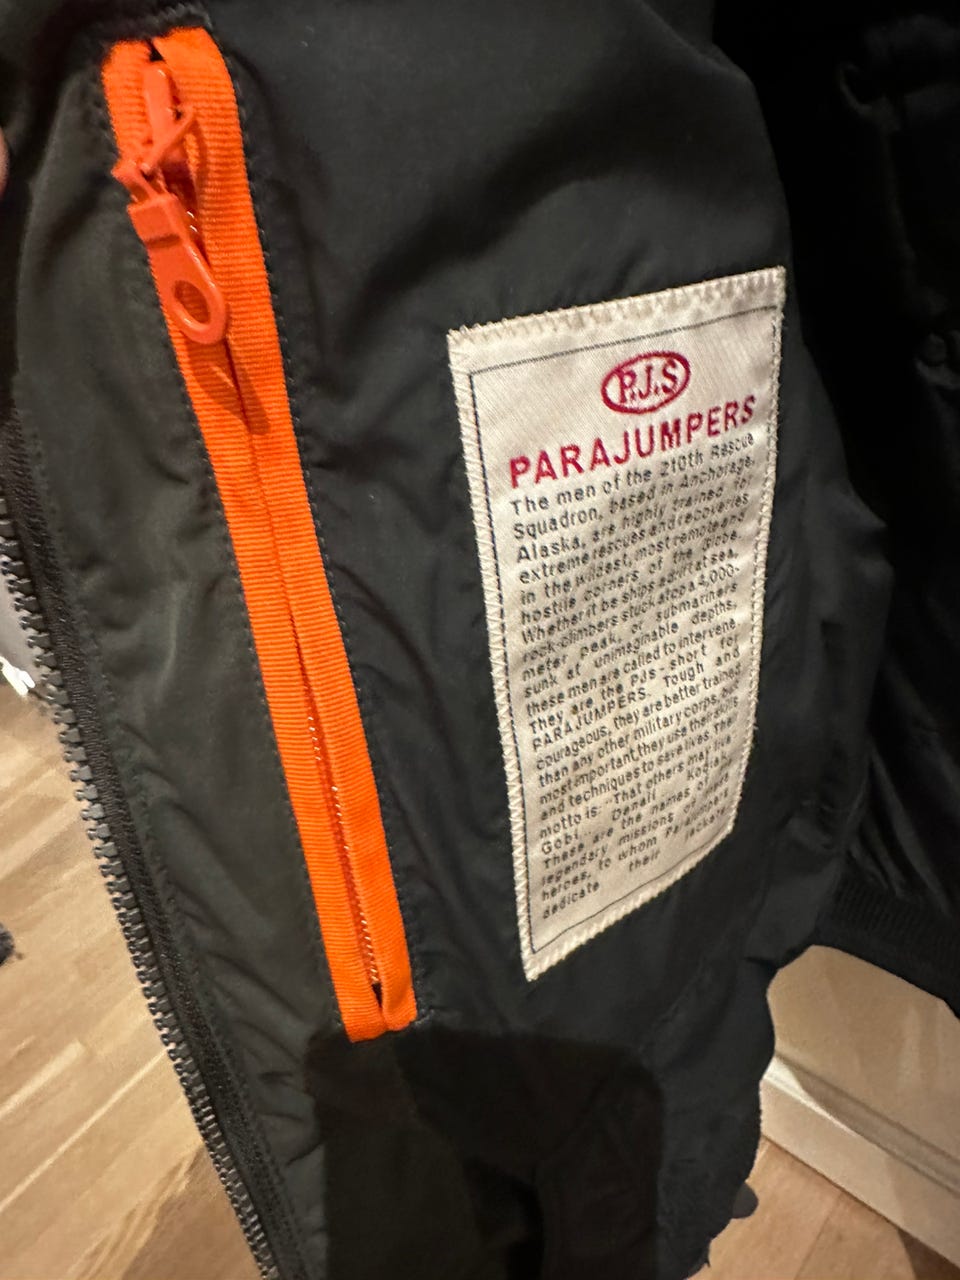 P.J.S
PARAJUMPERS
The men of the 210th Rescue
Squadron, based in Anchorage,
Alaska, are highly trained for
extreme rescues and recoveries
in the wildest, most remote and
hostile corners of the globe.
Whether it be ships adrift at sea,
rock-climbers stuck atop a 4,000-
meter peak, or submariners
sunk at unimaginable depths,
these men are called to intervene.
They are the PJs short for
PARAJUMPERS. Tough and
courageous, they are better trained
than any other military corps, but
most important, they use their guts
and techniques to save lives. Their
motto is: "That others may live".
Gobi, Denali, Kodiak.
These are the names of
legendary missions of
heroes, to whom Parajumpers
dedicate their jackets.